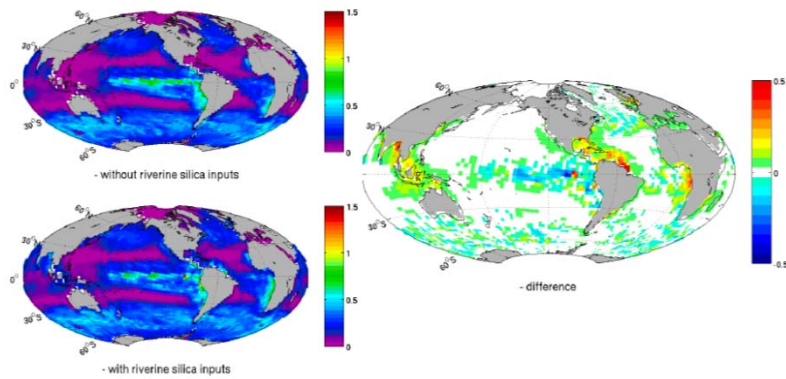 60°N
30°N
0°
30°S
60°S
1.5
1
0.5
0
- without riverine silica inputs
60°N
30°N
0°
30°S
60°S
1.5
1
0.5
0
- with riverine silica inputs
60°N
30°N
0°
30°S
60°S
0.5
0
-0.5
- difference